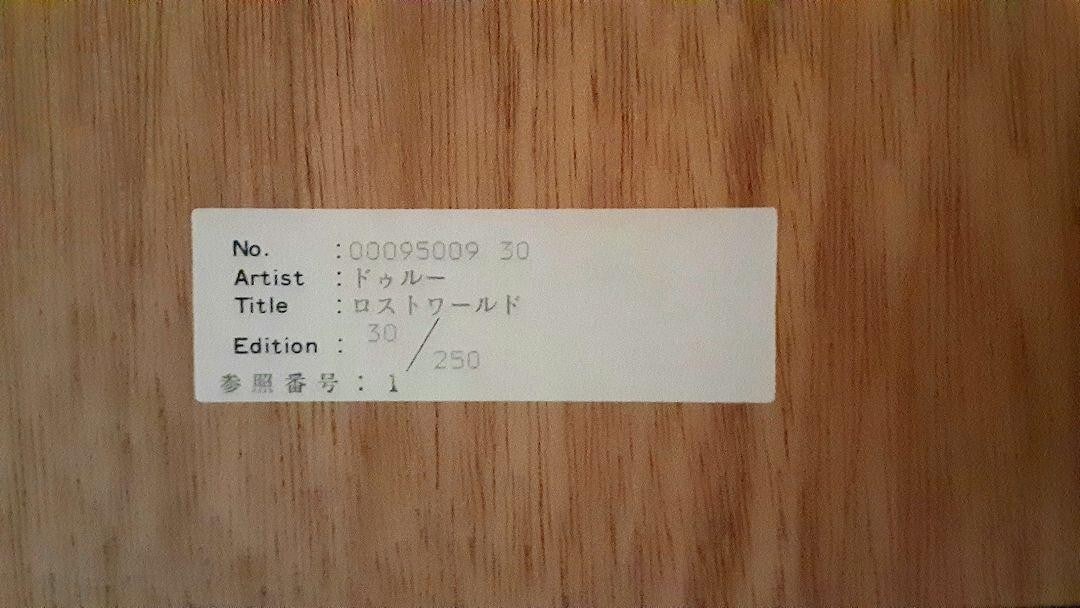 No. :00095009 30
Artist :ドゥルー
Title :ロストワールド
Edition : 30/250
参照番号: 1